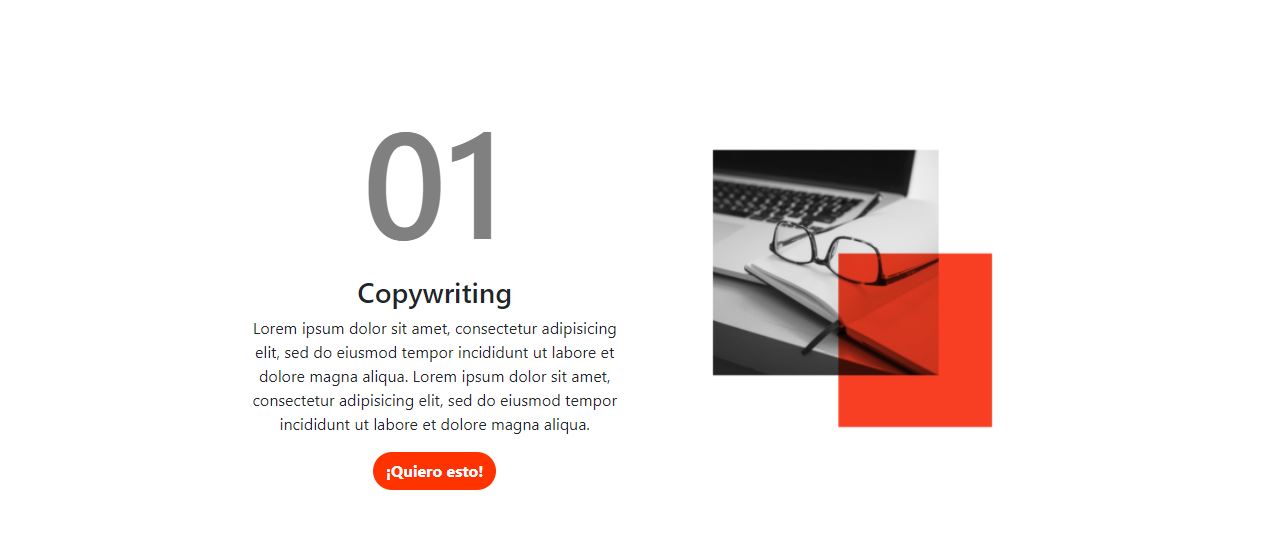 01
Copywriting
Lorem ipsum dolor sit amet, consectetur adipisicing
elit, sed do eiusmod tempor incididunt ut labore et
dolore magna aliqua. Lorem ipsum dolor sit amet,
consectetur adipisicing elit, sed do eiusmod tempor
incididunt ut labore et dolore magna aliqua.
¡Quiero esto!